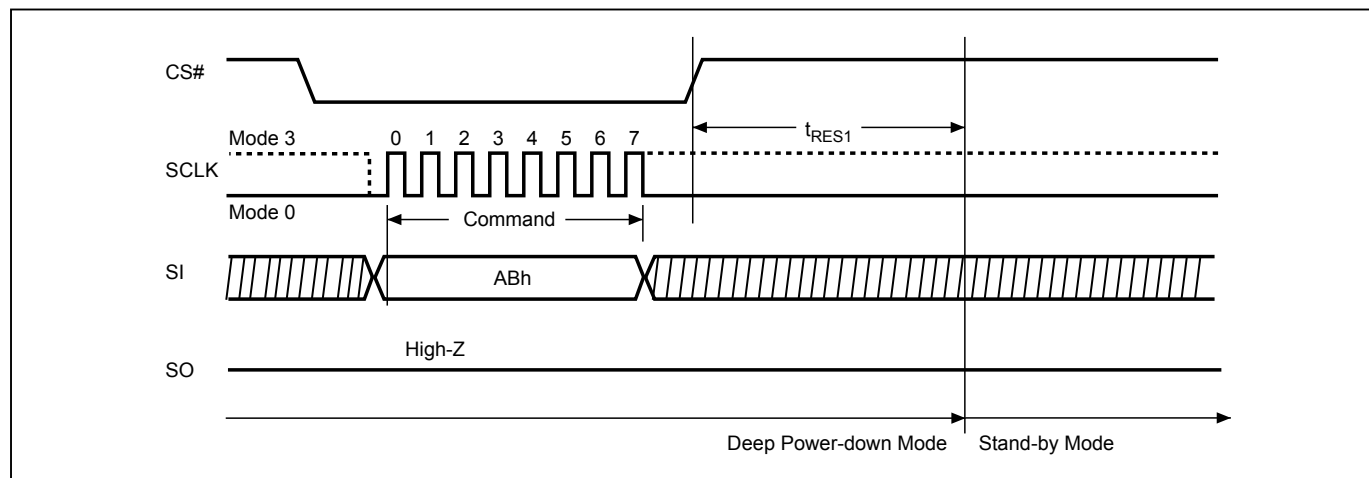 CS#
tRES1
Mode 3
0 1 2 3 4 5 6 7
SCLK
Mode 0
Command
SI
ABh
High-Z
SO
Deep Power-down Mode
Stand-by Mode